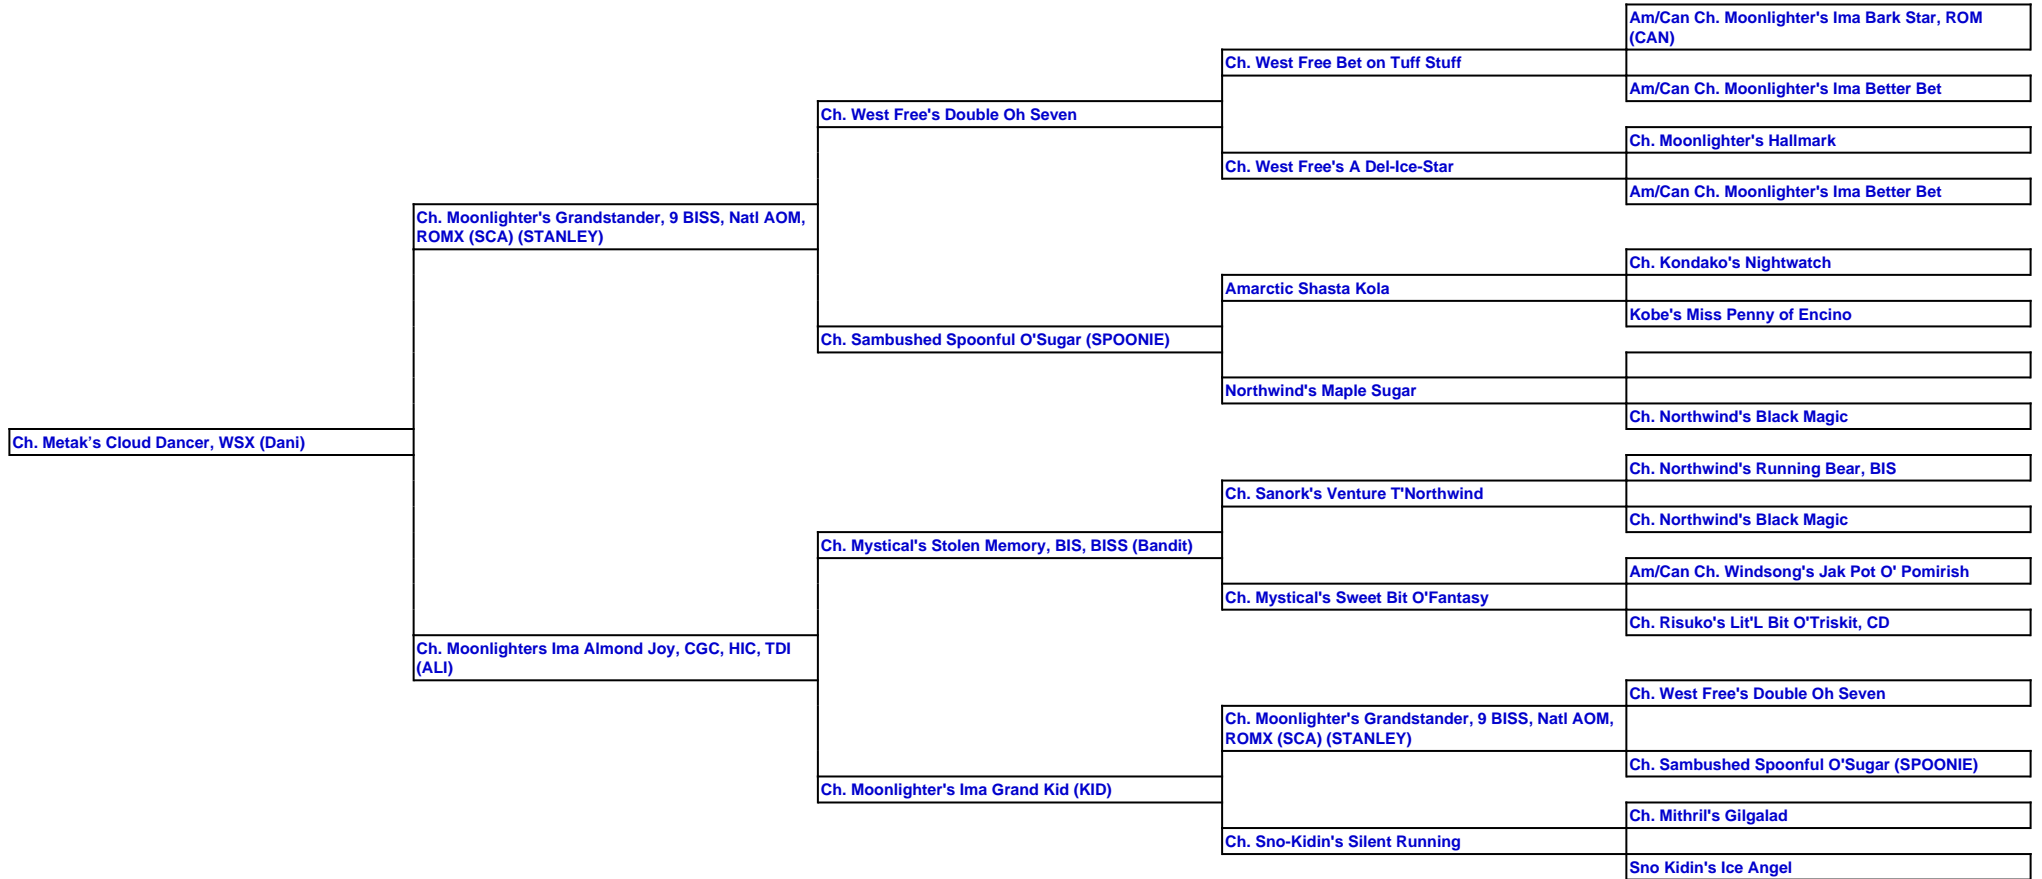 Am/Can Ch. Moonlighter's Ima Bark Star, ROM
(CAN)
Ch. West Free Bet on Tuff Stuff
Am/Can Ch. Moonlighter's Ima Better Bet
Ch. West Free's Double Oh Seven
Ch. Moonlighter's Hallmark
Ch. West Free's A Del-Ice-Star
Am/Can Ch. Moonlighter's Ima Better Bet
Ch. Moonlighter's Grandstander, 9 BISS, Natl AOM,
ROMX (SCA) (STANLEY)
Ch. Kondako's Nightwatch
Amarctic Shasta Kola
Kobe's Miss Penny of Encino
Ch. Sambushed Spoonful O'Sugar (SPOONIE)
Northwind's Maple Sugar
Ch. Northwind's Black Magic
Ch. Metak’s Cloud Dancer, WSX (Dani)
Ch. Northwind's Running Bear, BIS
Ch. Sanork's Venture T'Northwind
Ch. Northwind's Black Magic
Ch. Mystical's Stolen Memory, BIS, BISS (Bandit)
Am/Can Ch. Windsong's Jak Pot O' Pomirish
Ch. Mystical's Sweet Bit O'Fantasy
Ch. Risuko's Lit'L Bit O'Triskit, CD
Ch. Moonlighters Ima Almond Joy, CGC, HIC, TDI
(ALI)
Ch. West Free's Double Oh Seven
Ch. Moonlighter's Grandstander, 9 BISS, Natl AOM,
ROMX (SCA) (STANLEY)
Ch. Sambushed Spoonful O'Sugar (SPOONIE)
Ch. Moonlighter's Ima Grand Kid (KID)
Ch. Mithril's Gilgalad
Ch. Sno-Kidin's Silent Running
Sno Kidin's Ice Angel